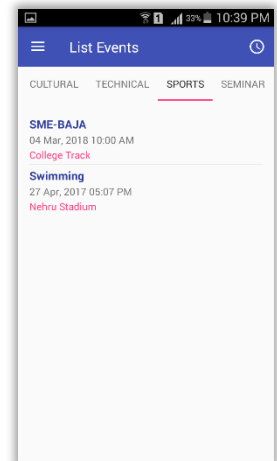 1 33% 10:39 PM
List Events
CULTURAL TECHNICAL SPORTS SEMINAR
SME-BAJA
04 Mar, 2018 10:00 AM
College Track
Swimming
27 Apr, 2017 05:07 PM
Nehru Stadium